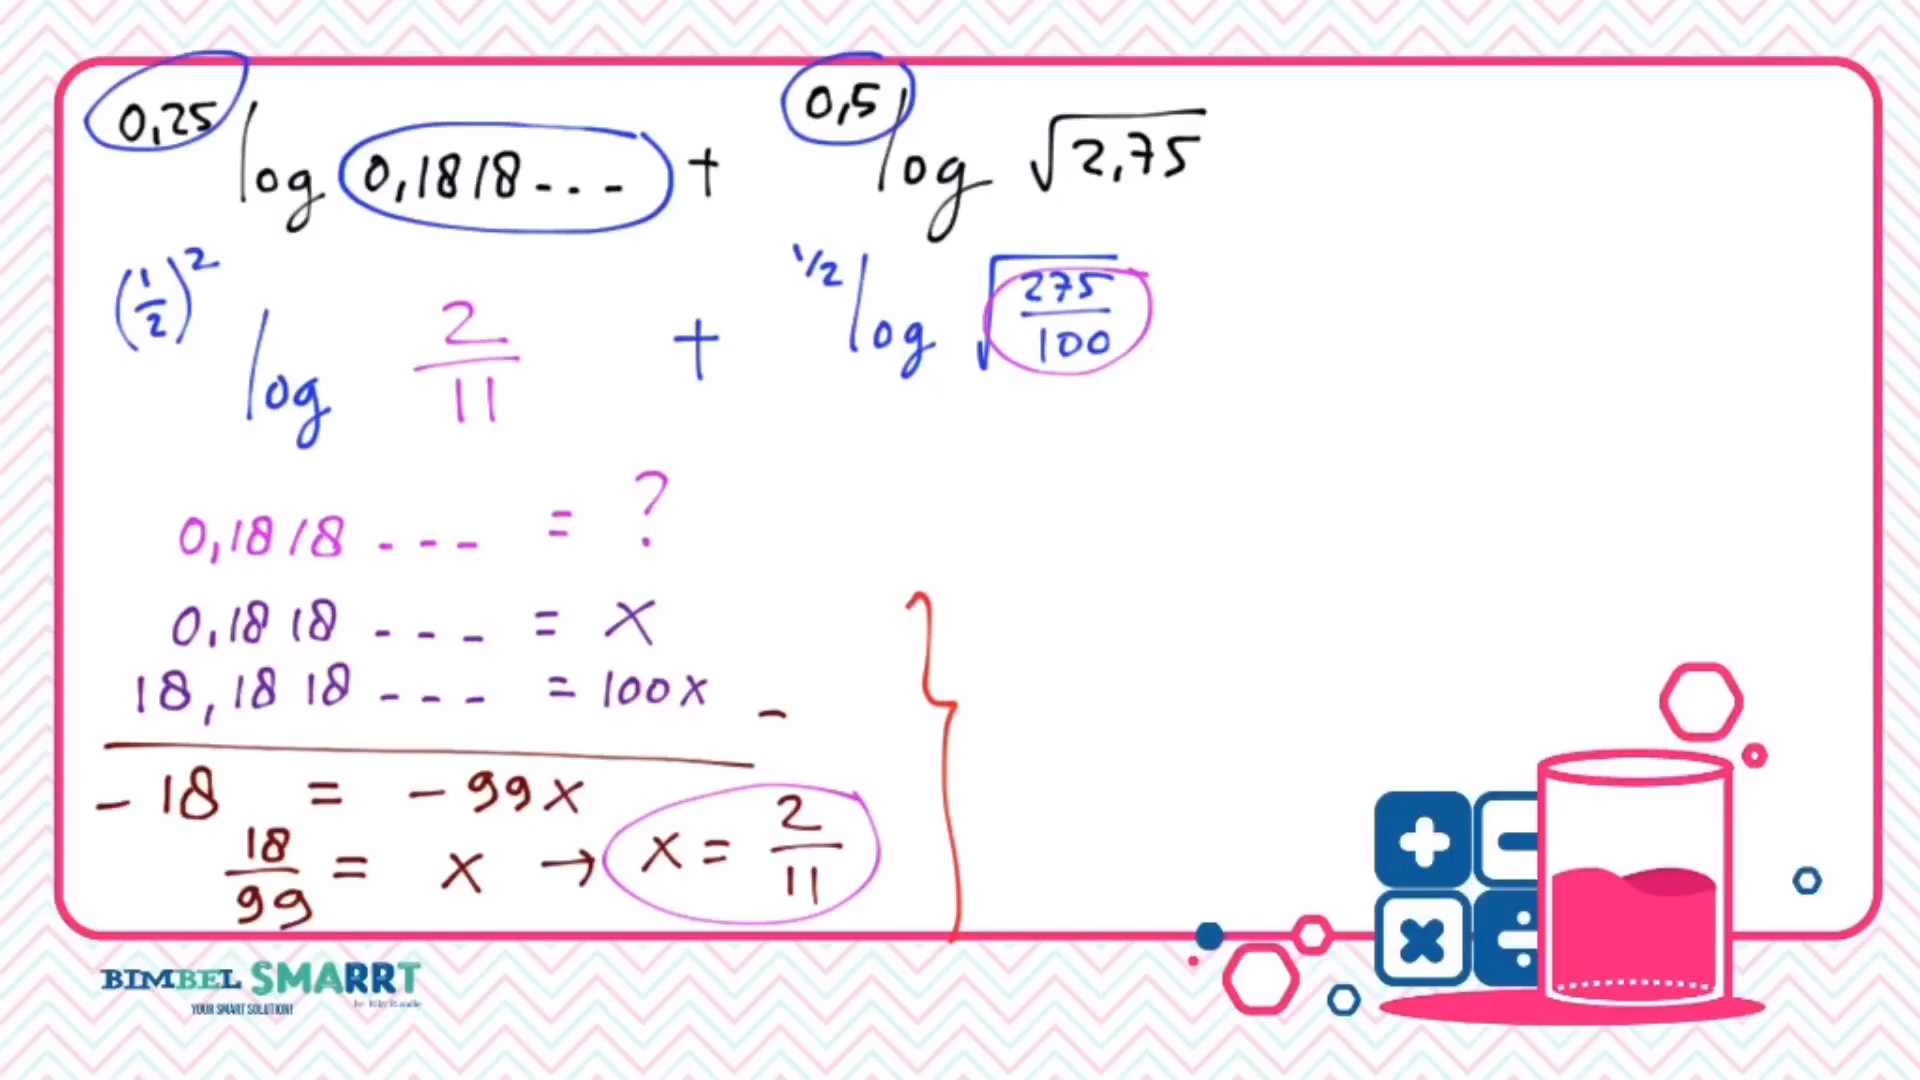 0,25 log 0,1818... + 0,5 log √2,75
(1/2)² log 2/11 + 1/2 log √275/100
0,1818 --- = ?
0,1818 --- = x
18,1818 --- = 100x -
-18 = -99x
18/99 = x → x = 2/11
BIMBEL SMARRT
YOUR SMART SOLUTION!